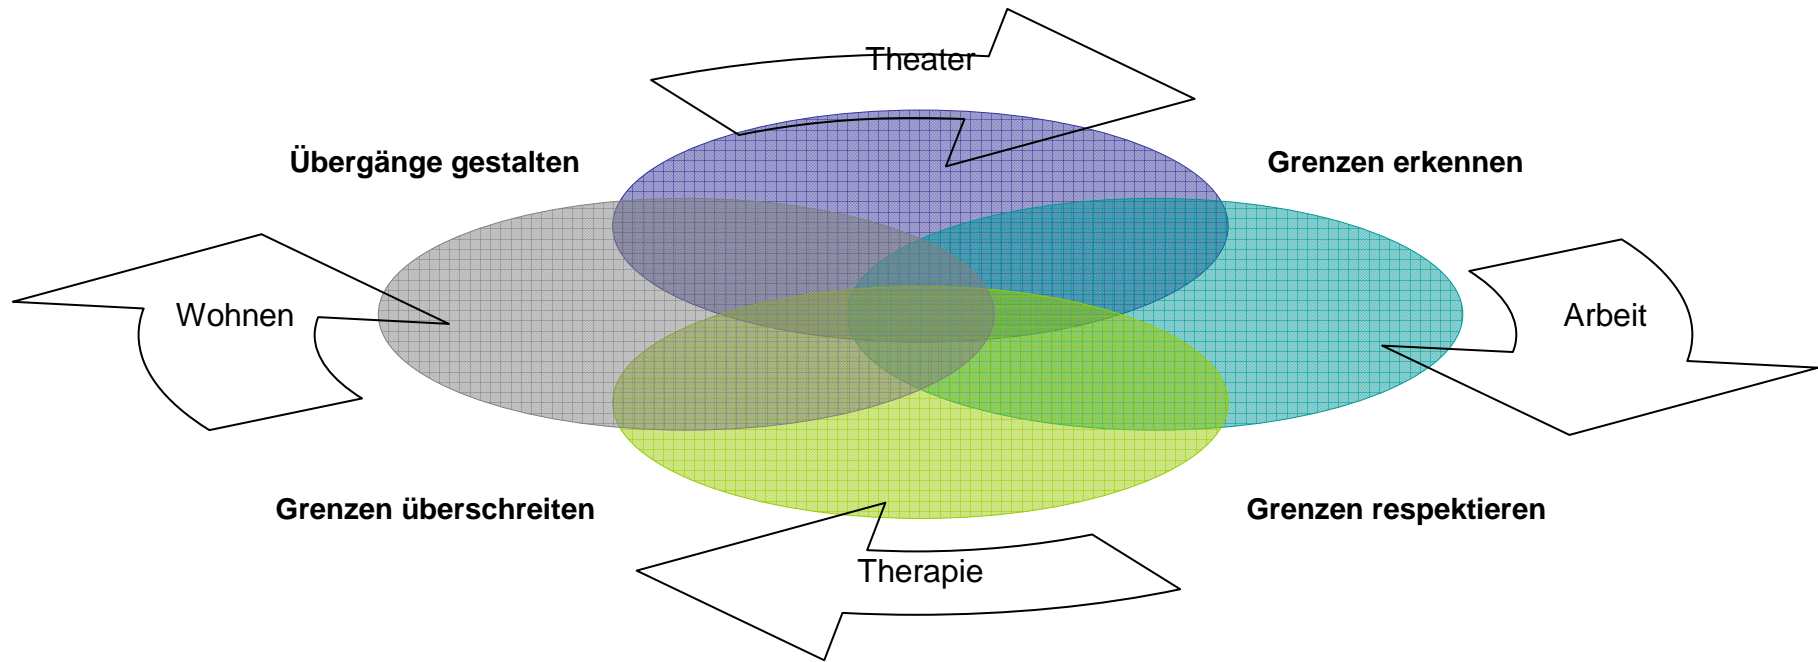 Theater
Übergänge gestalten
Grenzen erkennen
Wohnen
Arbeit
Grenzen überschreiten
Grenzen respektieren
Therapie